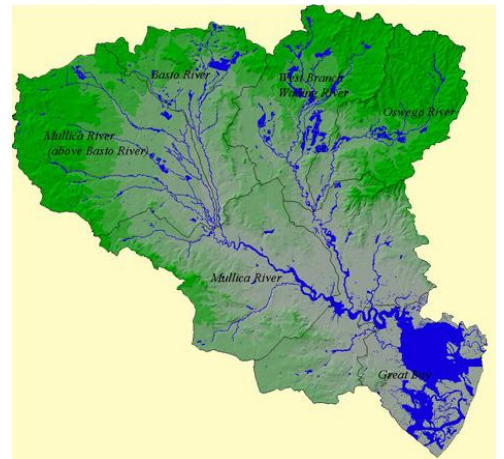 Basto River
West Branch
Wading River
Oswego River
Mullica River
(above Basto River)
Mullica River
Great Bay